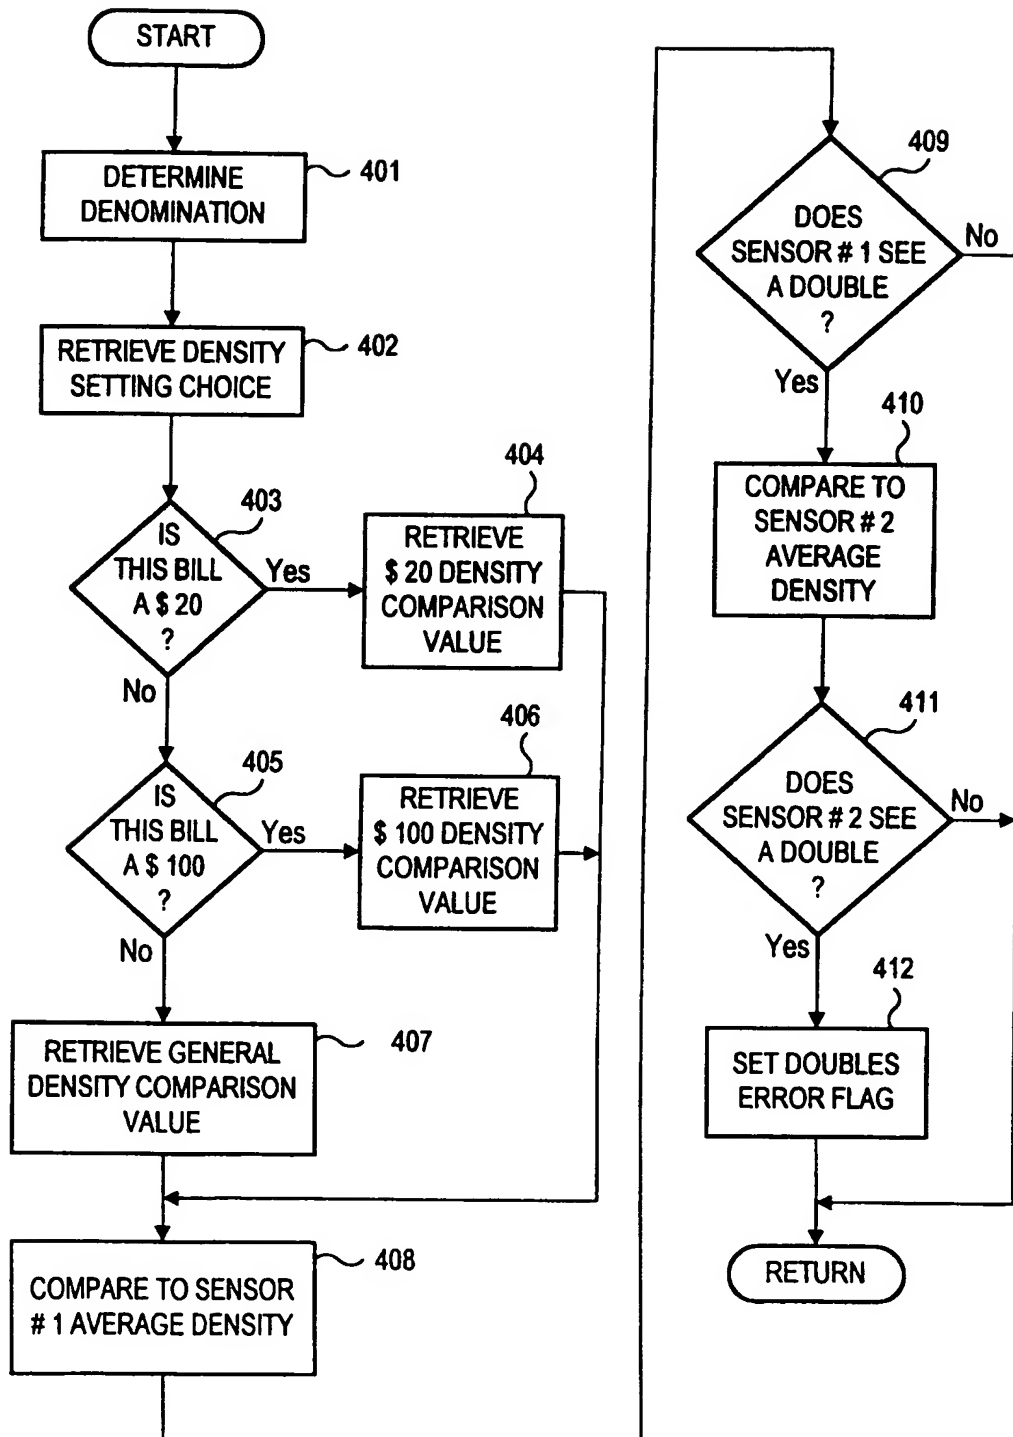 START
DETERMINE
DENOMINATION
401
RETRIEVE DENSITY
SETTING CHOICE
402
IS
THIS BILL
A $ 20
?
403
Yes
No
RETRIEVE
$ 20 DENSITY
COMPARISON
VALUE
404
IS
THIS BILL
A $ 100
?
405
Yes
No
RETRIEVE
$ 100 DENSITY
COMPARISON
VALUE
406
RETRIEVE GENERAL
DENSITY COMPARISON
VALUE
407
COMPARE TO SENSOR
# 1 AVERAGE DENSITY
408
DOES
SENSOR # 1 SEE
A DOUBLE
?
409
No
Yes
COMPARE TO
SENSOR # 2
AVERAGE
DENSITY
410
DOES
SENSOR # 2 SEE
A DOUBLE
?
411
No
Yes
SET DOUBLES
ERROR FLAG
412
RETURN